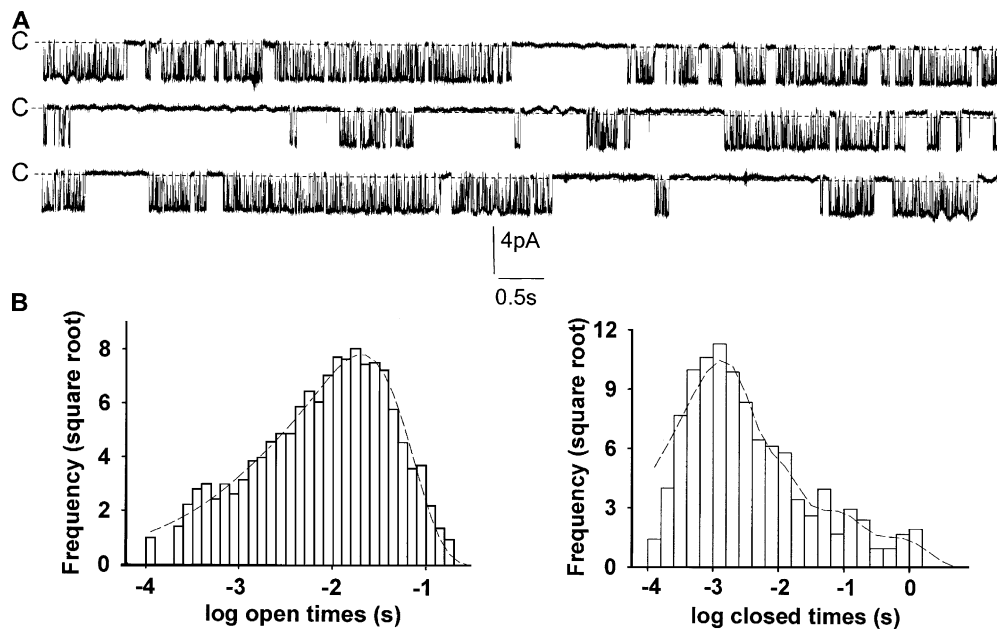 A
C
C
C
4pA
0.5s
B
Frequency (square root)
8
6
4
2
0
-4 -3 -2 -1
log open times (s)
Frequency (square root)
12
9
6
3
0
-4 -3 -2 -1 0
log closed times (s)